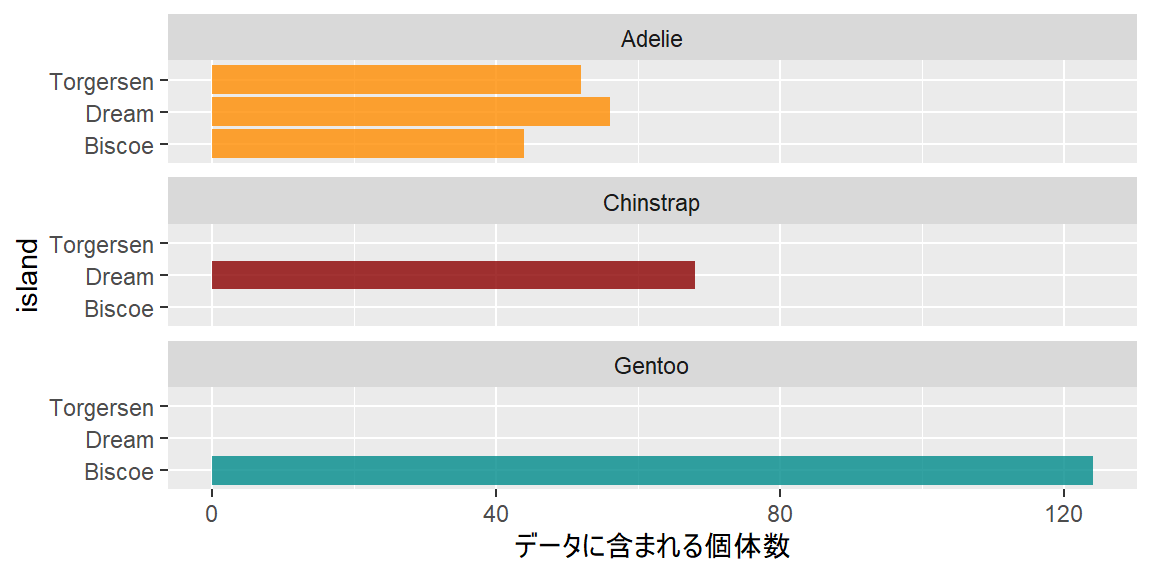 Adelie
Torgersen
Dream
Biscoe
Chinstrap
Torgersen
Dream
Biscoe
Gentoo
Torgersen
Dream
Biscoe
island
0 40 80 120
データに含まれる個体数